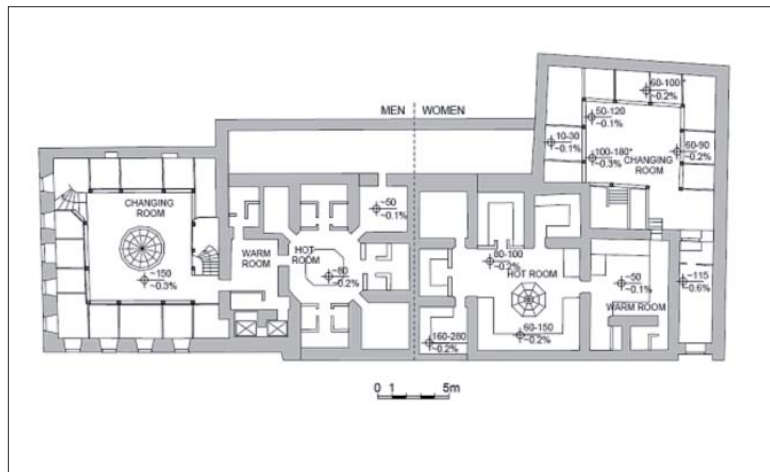 MEN WOMEN
60-100*
~0.2%
50-120
~0.1%
10-30
~0.1%
60-90
~0.2%
100-180*
~0.3%
CHANGING
ROOM
CHANGING
ROOM
~150
~0.3%
~50
~0.1%
WARM
ROOM
HOT
ROOM
~80
~0.2%
80-100
~0.2%
HOT ROOM
~50
~0.1%
WARM ROOM
~115
~0.6%
160-280
~0.2%
60-150
~0.2%
0 1 5m